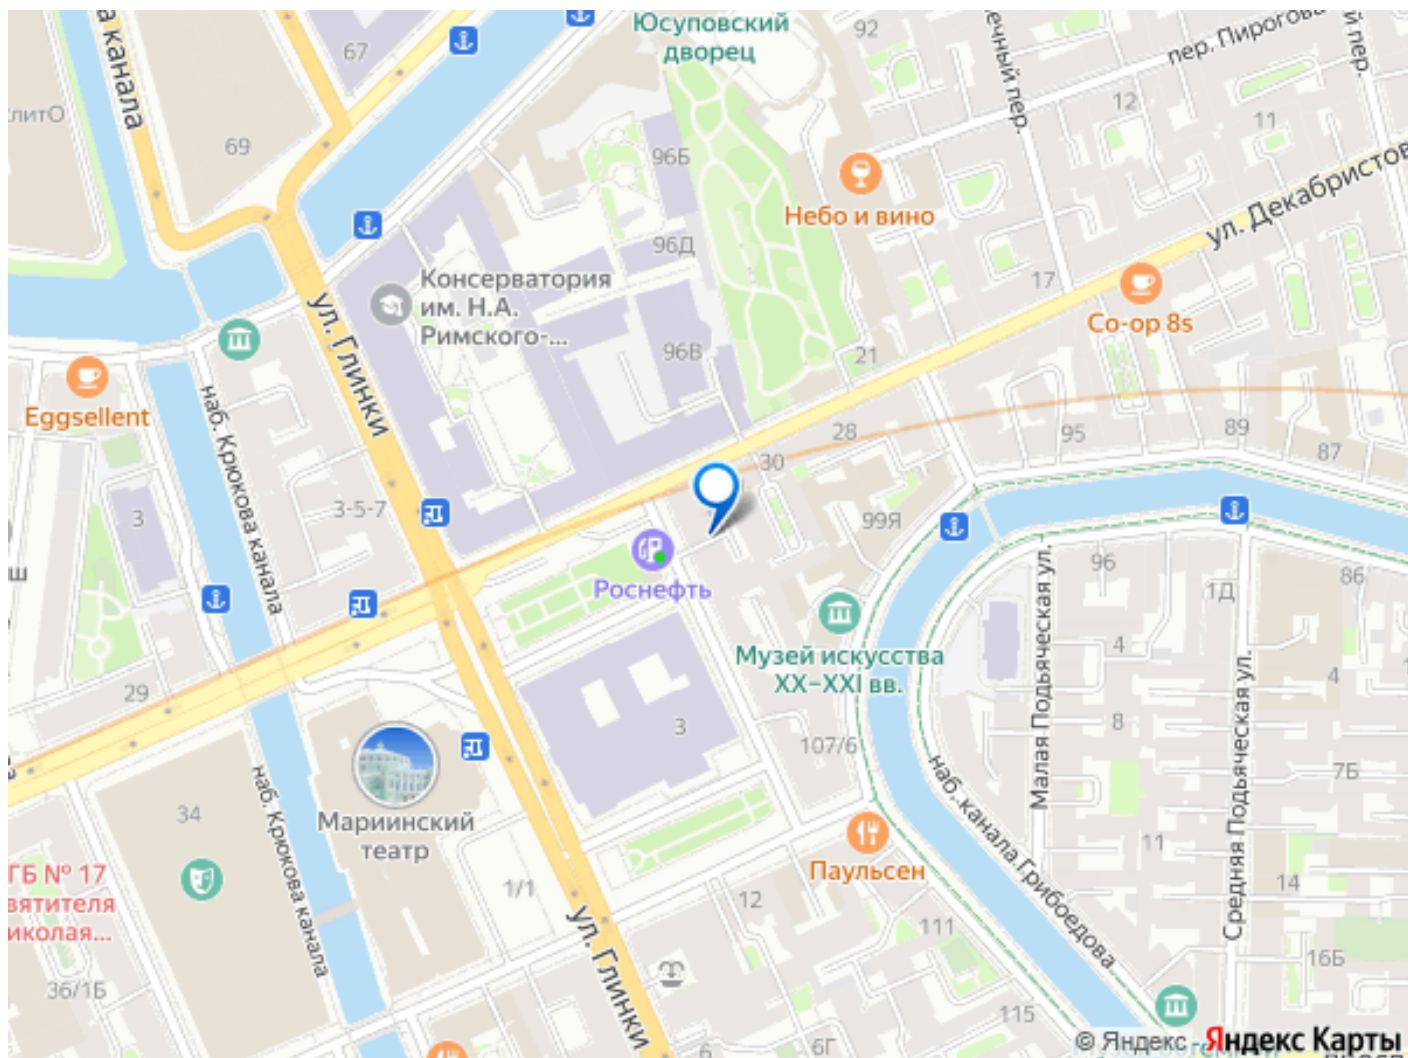 Юсуповский
дворец
92
пер. Пирогова
67
а канала
литО
69
12
11
96Б
ечный пер.
й пер.
Небо и вино
ул. Декабристов
96Д
17
Консерватория
им. Н.А.
Римского-...
ул. Глинки
Co-op 8s
96В
21
Eggsellent
наб. Крюкова канала
28
95
89
87
30
3-5-7
3
99Я
ш
Роснефть
96
86
1Д
Малая Подьяческая ул.
4
Музей искусства
XX–XXI вв.
4
29
8
3
107/6
7Б
Средняя Подьяческая ул.
наб. Крюкова канала
34
Мариинский
театр
наб. канала Грибоедова
11
Паульсен
ГБ № 17
вятителя
иколая...
1/1
12
14
111
ул. Глинки
16Б
36/1Б
115
6
6Г
© Яндекс Яндекс Карты